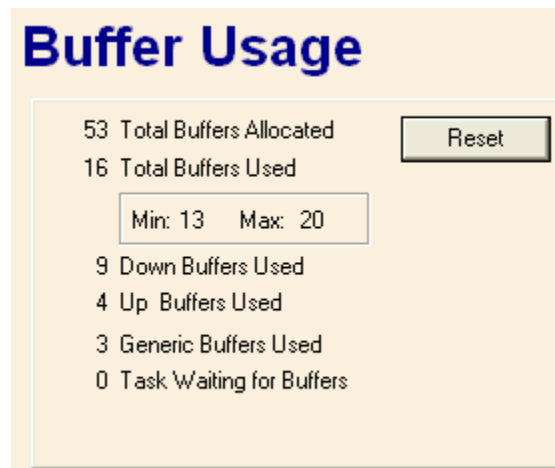 Buffer Usage
53 Total Buffers Allocated
Reset
16 Total Buffers Used
Min: 13 Max: 20
9 Down Buffers Used
4 Up Buffers Used
3 Generic Buffers Used
0 Task Waiting for Buffers